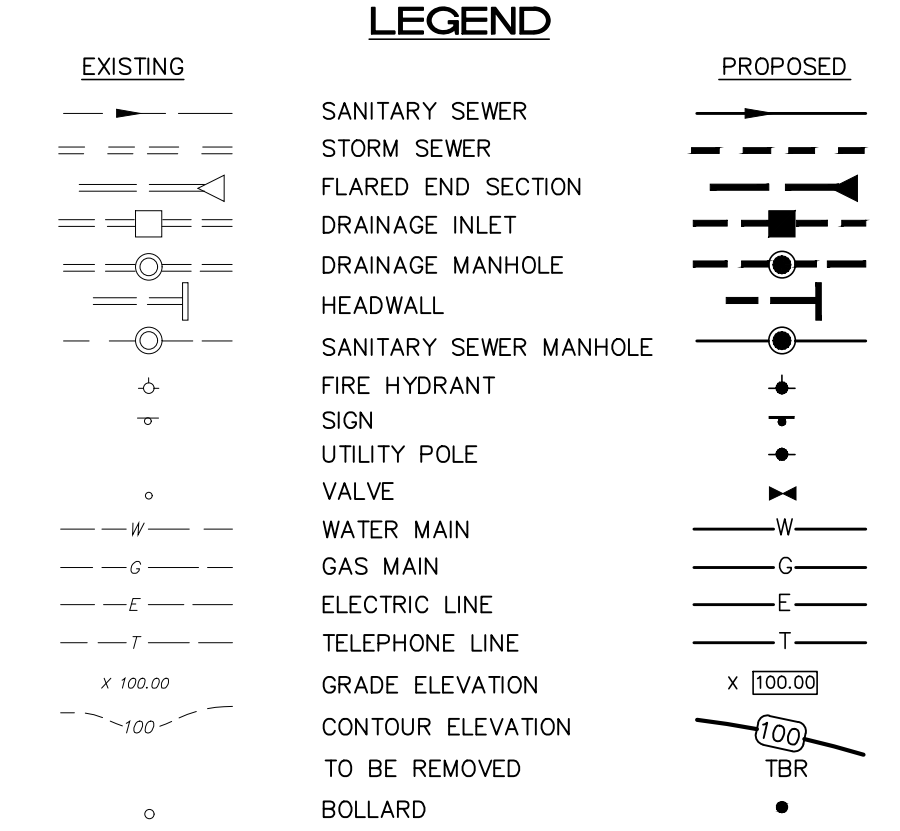 LEGEND
EXISTING PROPOSED
SANITARY SEWER
STORM SEWER
FLARED END SECTION
DRAINAGE INLET
DRAINAGE MANHOLE
HEADWALL
SANITARY SEWER MANHOLE
FIRE HYDRANT
SIGN
UTILITY POLE
VALVE
W WATER MAIN W
G GAS MAIN G
E ELECTRIC LINE E
T TELEPHONE LINE T
X 100.00 GRADE ELEVATION X 100.00
100 CONTOUR ELEVATION 100
TO BE REMOVED TBR
BOLLARD